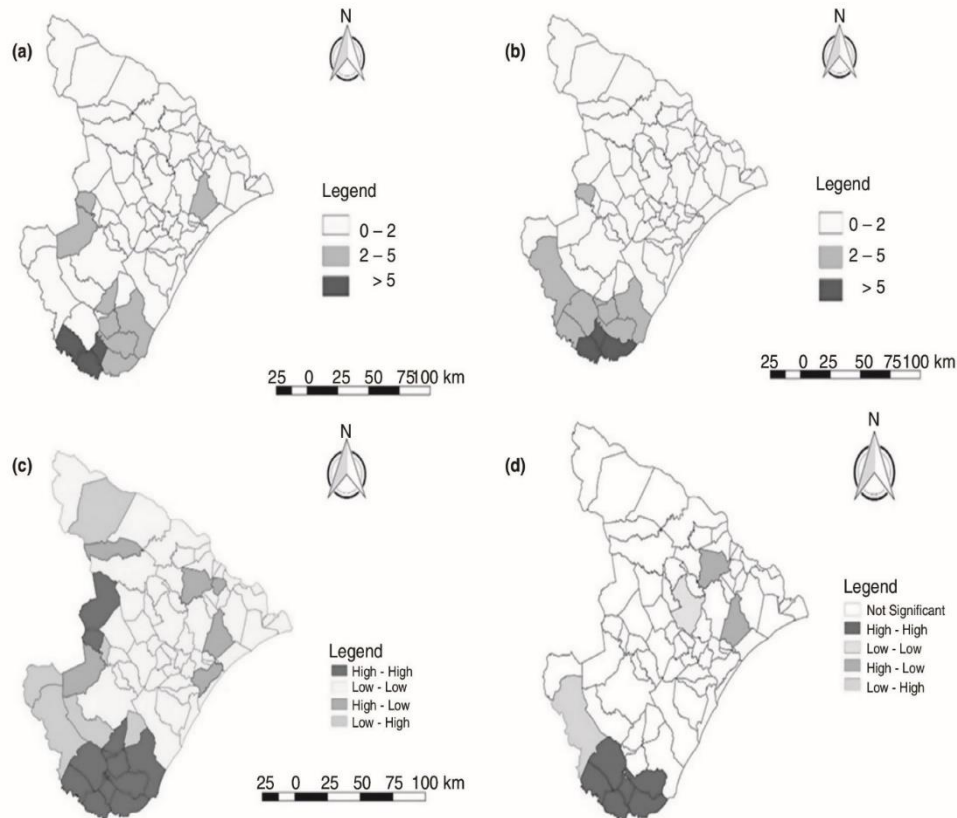 (a)
N
Legend
0 – 2
2 – 5
> 5
25 0 25 50 75 100 km
(b)
N
Legend
0 – 2
2 – 5
> 5
25 0 25 50 75 100 km
(c)
N
Legend
High - High
Low - Low
High - Low
Low - High
25 0 25 50 75 100 km
(d)
N
Legend
Not Significant
High - High
Low - Low
High - Low
Low - High